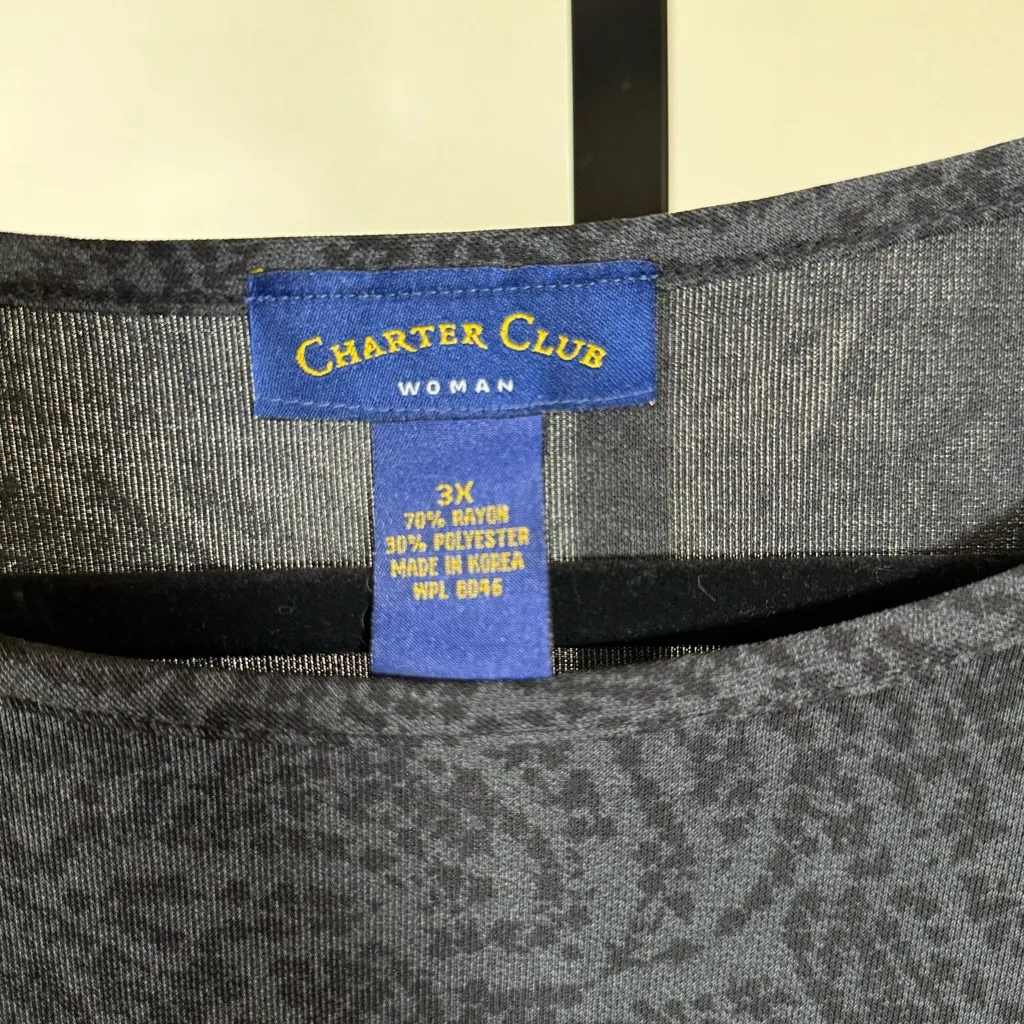 CHARTER CLUB
WOMAN
3X
70% RAYON
30% POLYESTER
MADE IN KOREA
WPL 8046